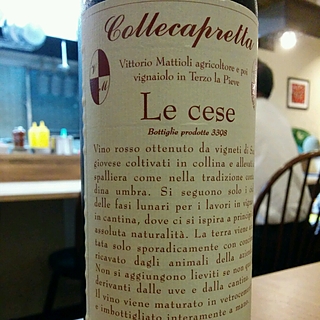 Collecapretta
Vittorio Mattioli agricoltore e poi
vignaiolo in Terzo la Pieve
V
M
Le cese
Bottiglie prodotte 3308
Vino rosso ottenuto da vigneti di
giovese coltivati in collina e
spalliera come nella tradizione
dina umbra. Si seguono solo i
delle fasi lunari per i lavori in
in cantina, dove ci si ispira a
assoluta naturalità. La terra viene
tata solo sporadicamente con
ricavato dagli animali della
Non si aggiungono lieviti se non
derivanti dalle uve e dalla cantina.
Il vino viene maturato in
e imbottigliato interamente a